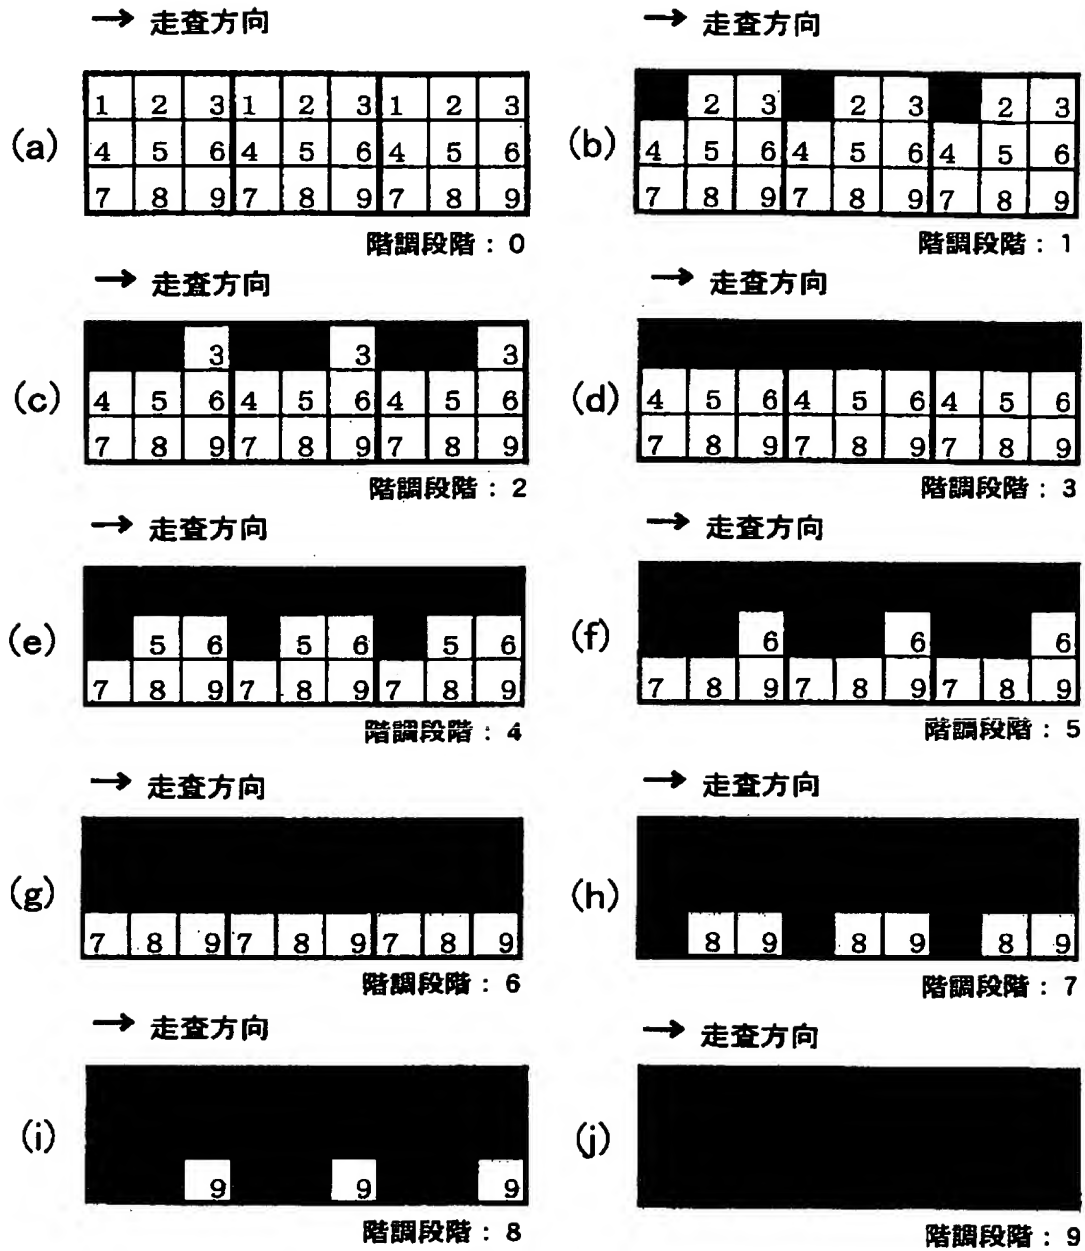 → 走査方向
→ 走査方向
(a)
1 2 3 1 2 3 1 2 3
4 5 6 4 5 6 4 5 6
7 8 9 7 8 9 7 8 9
階調段階：0
(b)
2 3 2 3 2 3
4 5 6 4 5 6 4 5 6
7 8 9 7 8 9 7 8 9
階調段階：1
→ 走査方向
→ 走査方向
(c)
3 3 3
4 5 6 4 5 6 4 5 6
7 8 9 7 8 9 7 8 9
階調段階：2
(d)
4 5 6 4 5 6 4 5 6
7 8 9 7 8 9 7 8 9
階調段階：3
→ 走査方向
→ 走査方向
(e)
5 6 5 6 5 6
7 8 9 7 8 9 7 8 9
階調段階：4
(f)
6 6 6
7 8 9 7 8 9 7 8 9
階調段階：5
→ 走査方向
→ 走査方向
(g)
7 8 9 7 8 9 7 8 9
階調段階：6
(h)
8 9 8 9 8 9
階調段階：7
→ 走査方向
→ 走査方向
(i)
9 9 9
階調段階：8
(j)
階調段階：9